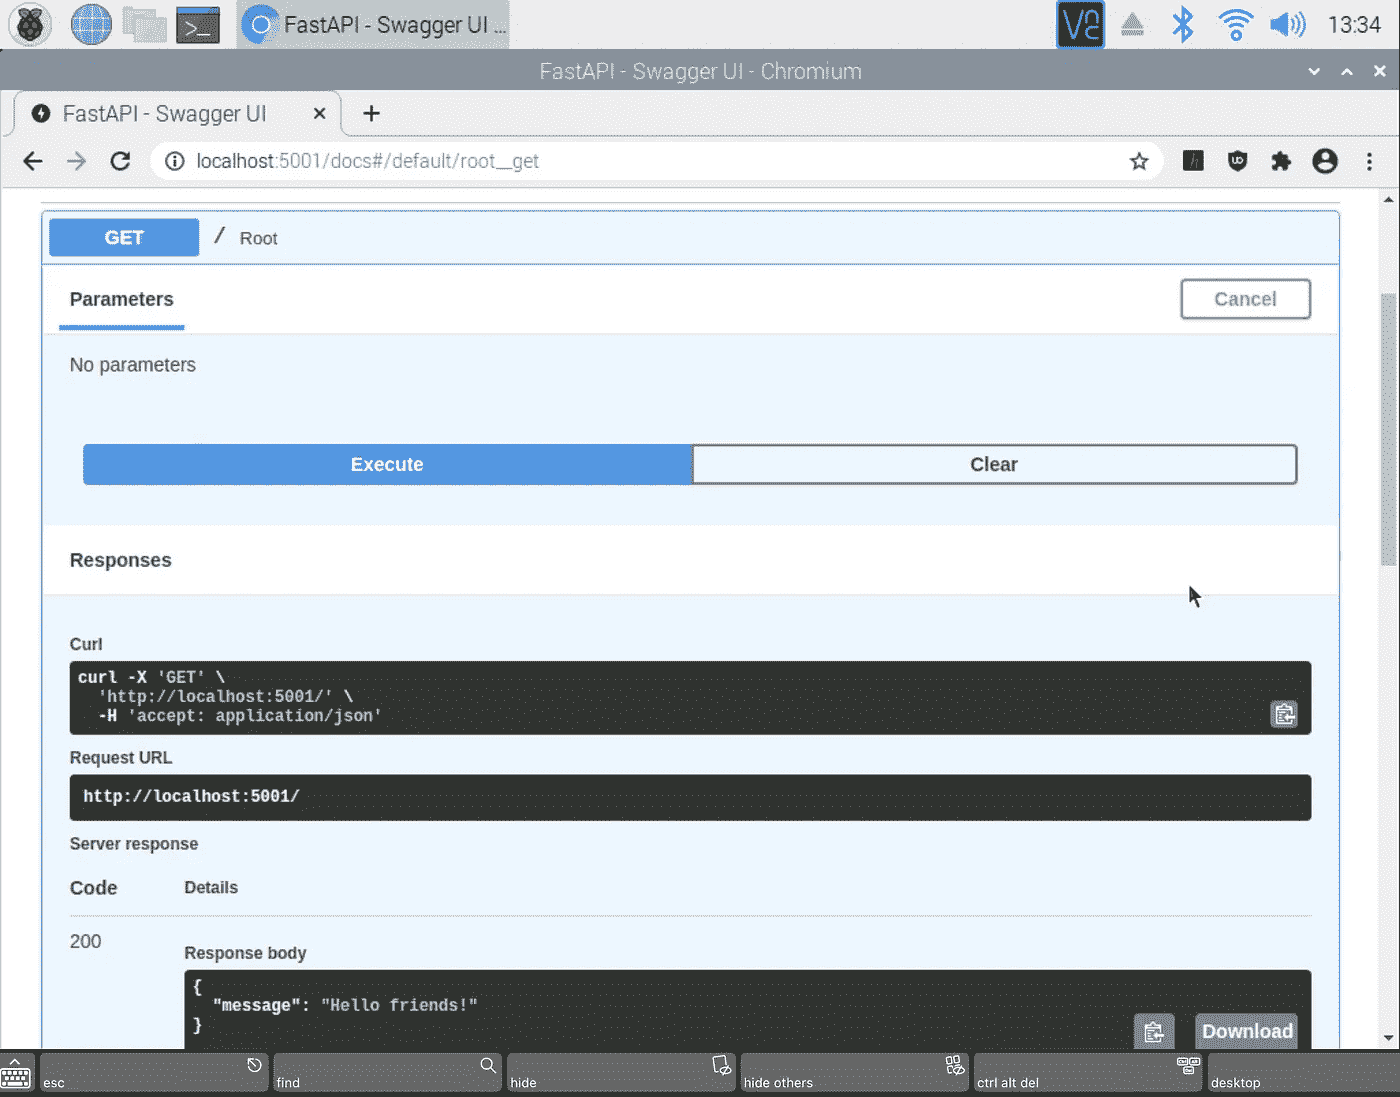 FastAPI - Swagger UI ...
13:34
FastAPI - Swagger UI - Chromium
FastAPI - Swagger UI
localhost:5001/docs#/default/root__get
GET / Root
Parameters
Cancel
No parameters
Execute
Clear
Responses
Curl
curl -X 'GET' \
'http://localhost:5001/' \
-H 'accept: application/json'
Request URL
http://localhost:5001/
Server response
Code Details
200
Response body
{
"message": "Hello friends!"
}
Download
esc
find
hide
hide others
ctrl alt del
desktop